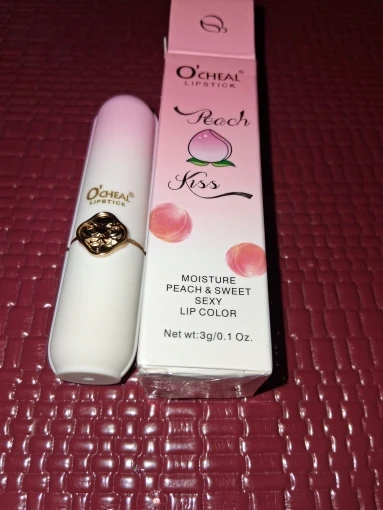 O'CHEAL®
LIPSTICK
O'CHEAL®
LIPSTICK
Peach
Kiss
MOISTURE
PEACH & SWEET
SEXY
LIP COLOR
Net wt:3g/0.1 Oz.